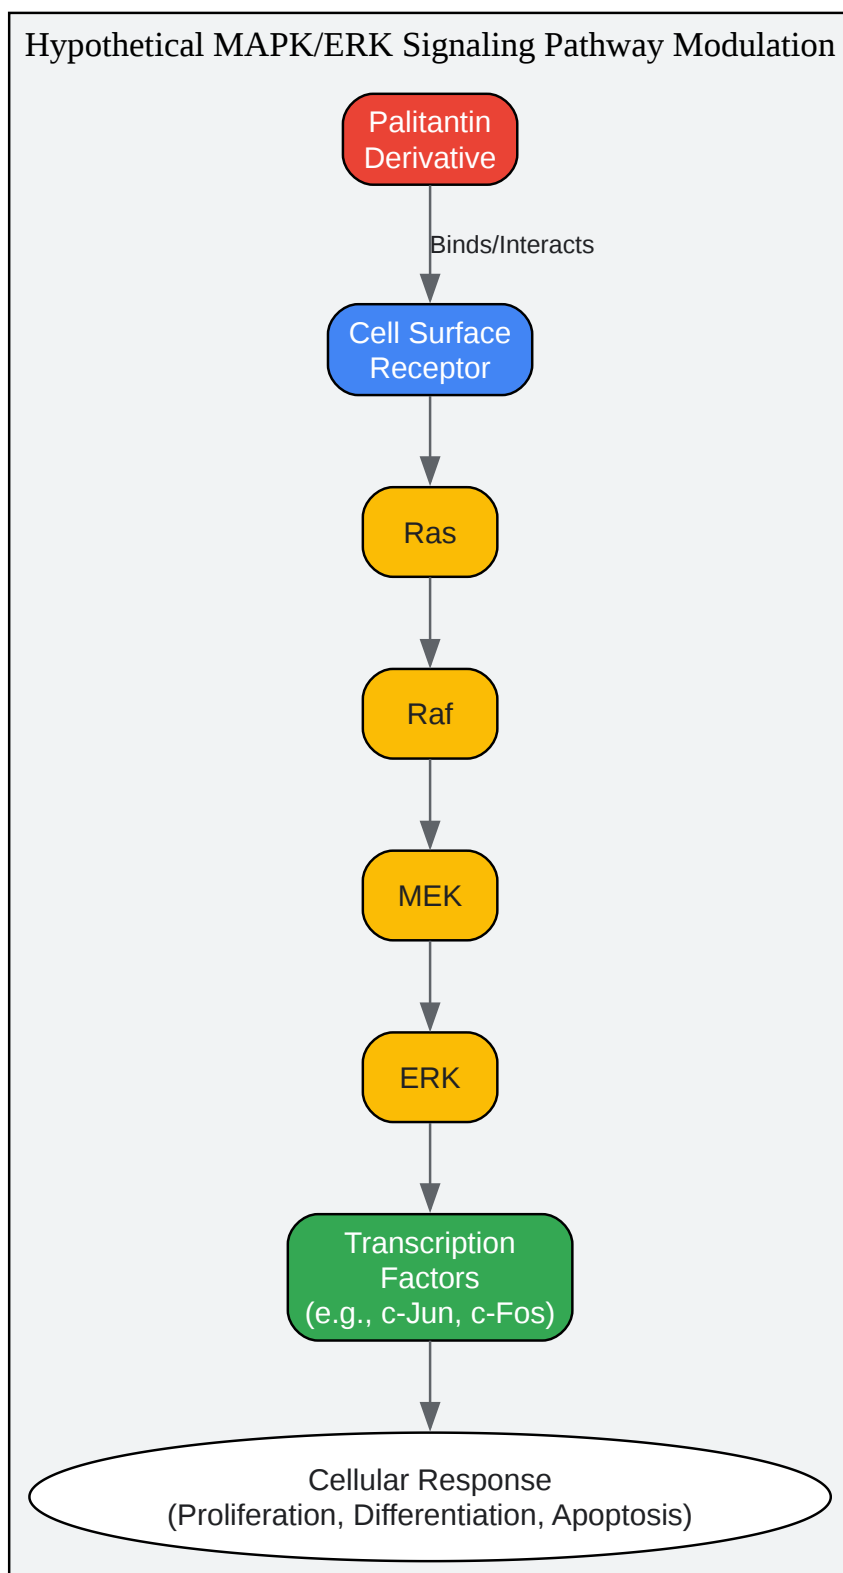 Hypothetical MAPK/ERK Signaling Pathway Modulation
Palitantin
Derivative
Binds/Interacts
Cell Surface
Receptor
Ras
Raf
MEK
ERK
Transcription
Factors
(e.g., c-Jun, c-Fos)
Cellular Response
(Proliferation, Differentiation, Apoptosis)